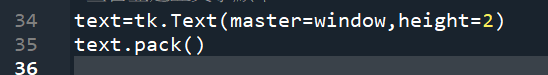 34 text=tk.Text(master=window,height=2)
35 text.pack()
36